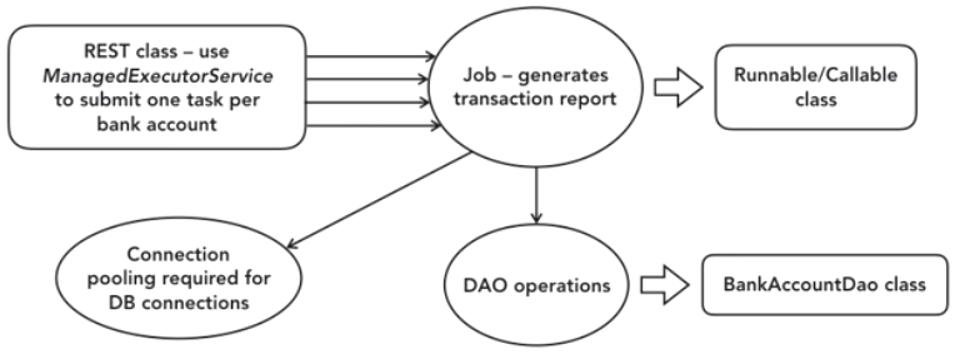 REST class – use
ManagedExecutorService
to submit one task per
bank account
Job – generates
transaction report
Runnable/Callable
class
Connection
pooling required for
DB connections
DAO operations
BankAccountDao class